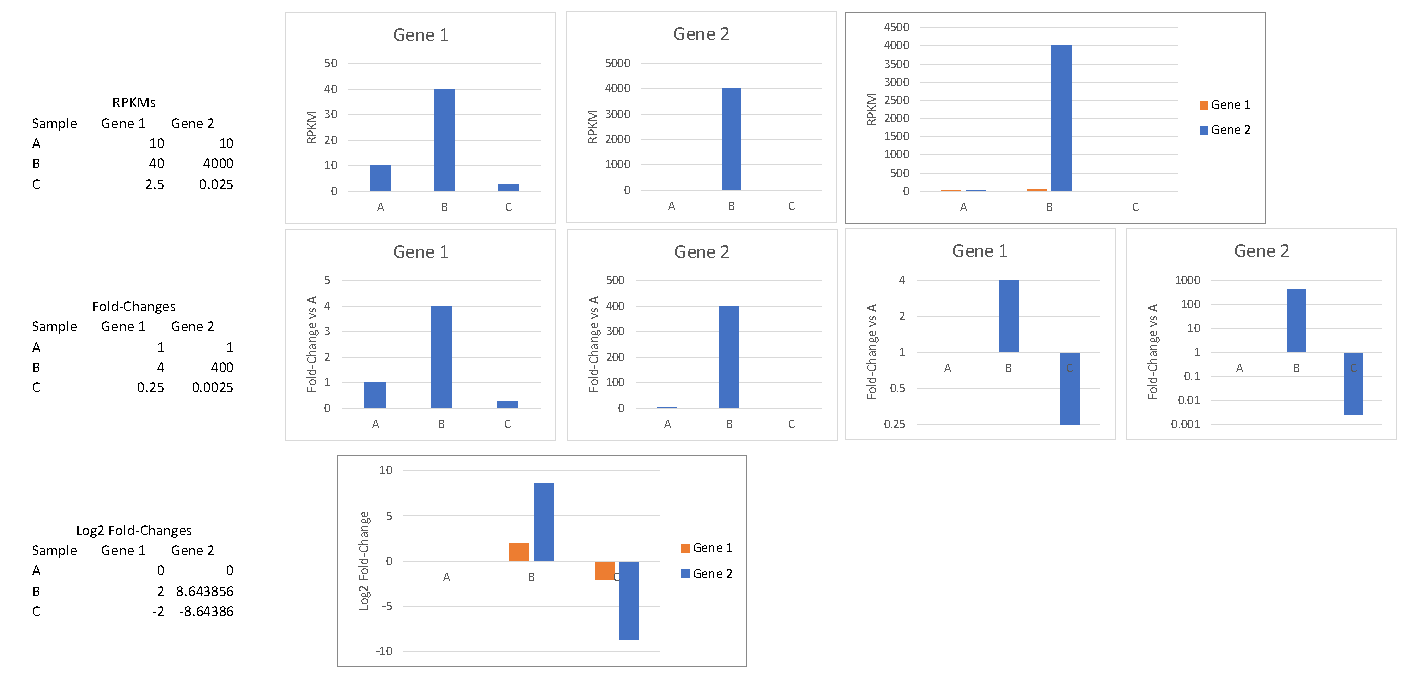 RPKMs
Sample Gene 1 Gene 2
A 10 10
B 40 4000
C 2.5 0.025
Gene 1
50
40
30
20
10
0
RPKM
A B C
Gene 2
5000
4000
3000
2000
1000
0
RPKM
A B C
4500
4000
3500
3000
2500
2000
1500
1000
500
0
RPKM
A B C
Gene 1
Gene 2
Fold-Changes
Sample Gene 1 Gene 2
A 1 1
B 4 400
C 0.25 0.0025
Gene 1
5
4
3
2
1
0
Fold-Change vs A
A B C
Gene 2
500
400
300
200
100
0
Fold-Change vs A
A B C
Gene 1
4
2
1
0.5
0.25
Fold-Change vs A
A B C
Gene 2
1000
100
10
1
0.1
0.01
0.001
Fold-Change vs A
A B C
Log2 Fold-Changes
Sample Gene 1 Gene 2
A 0 0
B 2 8.643856
C -2 -8.64386
10
5
0
-5
-10
Log2 Fold-Change
A B C
Gene 1
Gene 2